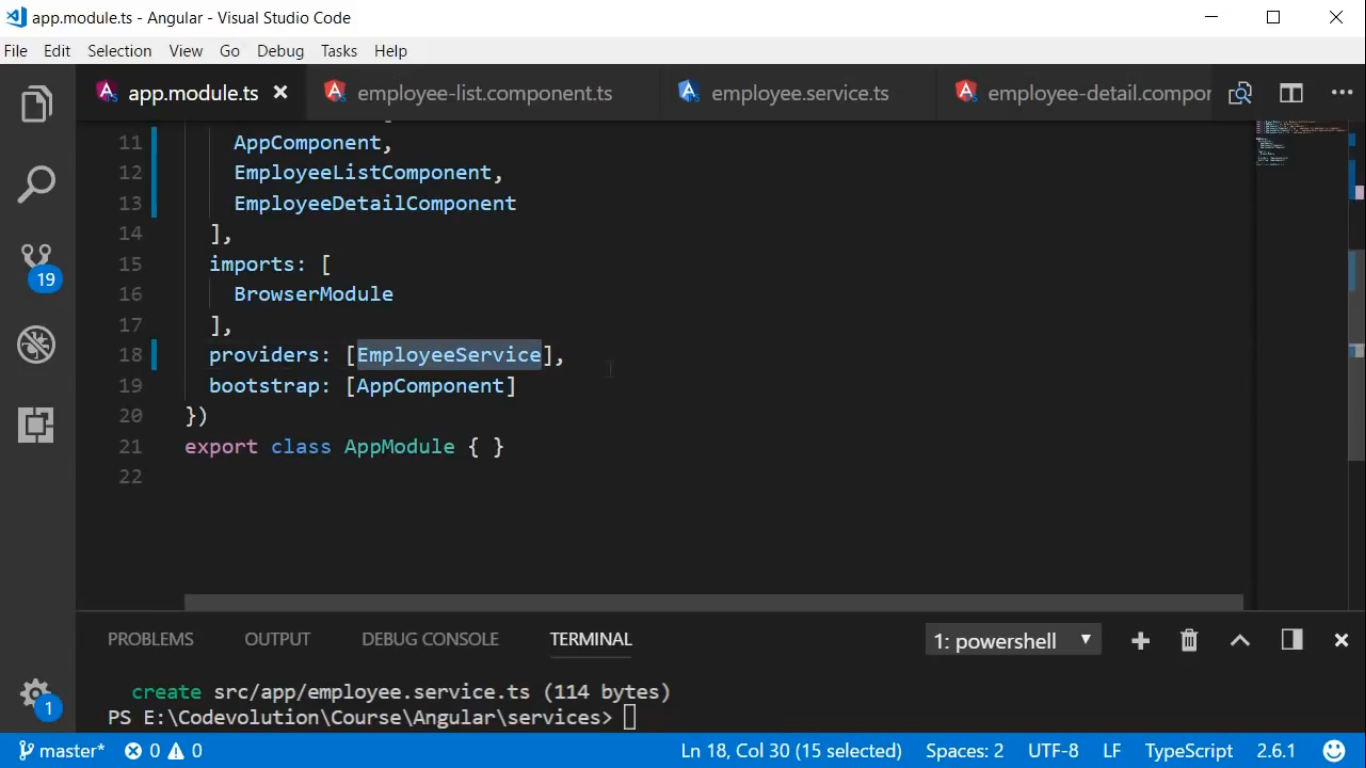 app.module.ts - Angular - Visual Studio Code
File Edit Selection View Go Debug Tasks Help
app.module.ts employee-list.component.ts employee.service.ts employee-detail.compor
11 AppComponent,
12 EmployeeListComponent,
13 EmployeeDetailComponent
14 ],
15 imports: [
16 BrowserModule
17 ],
18 providers: [EmployeeService],
19 bootstrap: [AppComponent]
20 })
21 export class AppModule { }
22
19
PROBLEMS OUTPUT DEBUG CONSOLE TERMINAL 1: powershell
create src/app/employee.service.ts (114 bytes)
PS E:\Codevolution\Course\Angular\services>
1
master* 0 0 Ln 18, Col 30 (15 selected) Spaces: 2 UTF-8 LF TypeScript 2.6.1